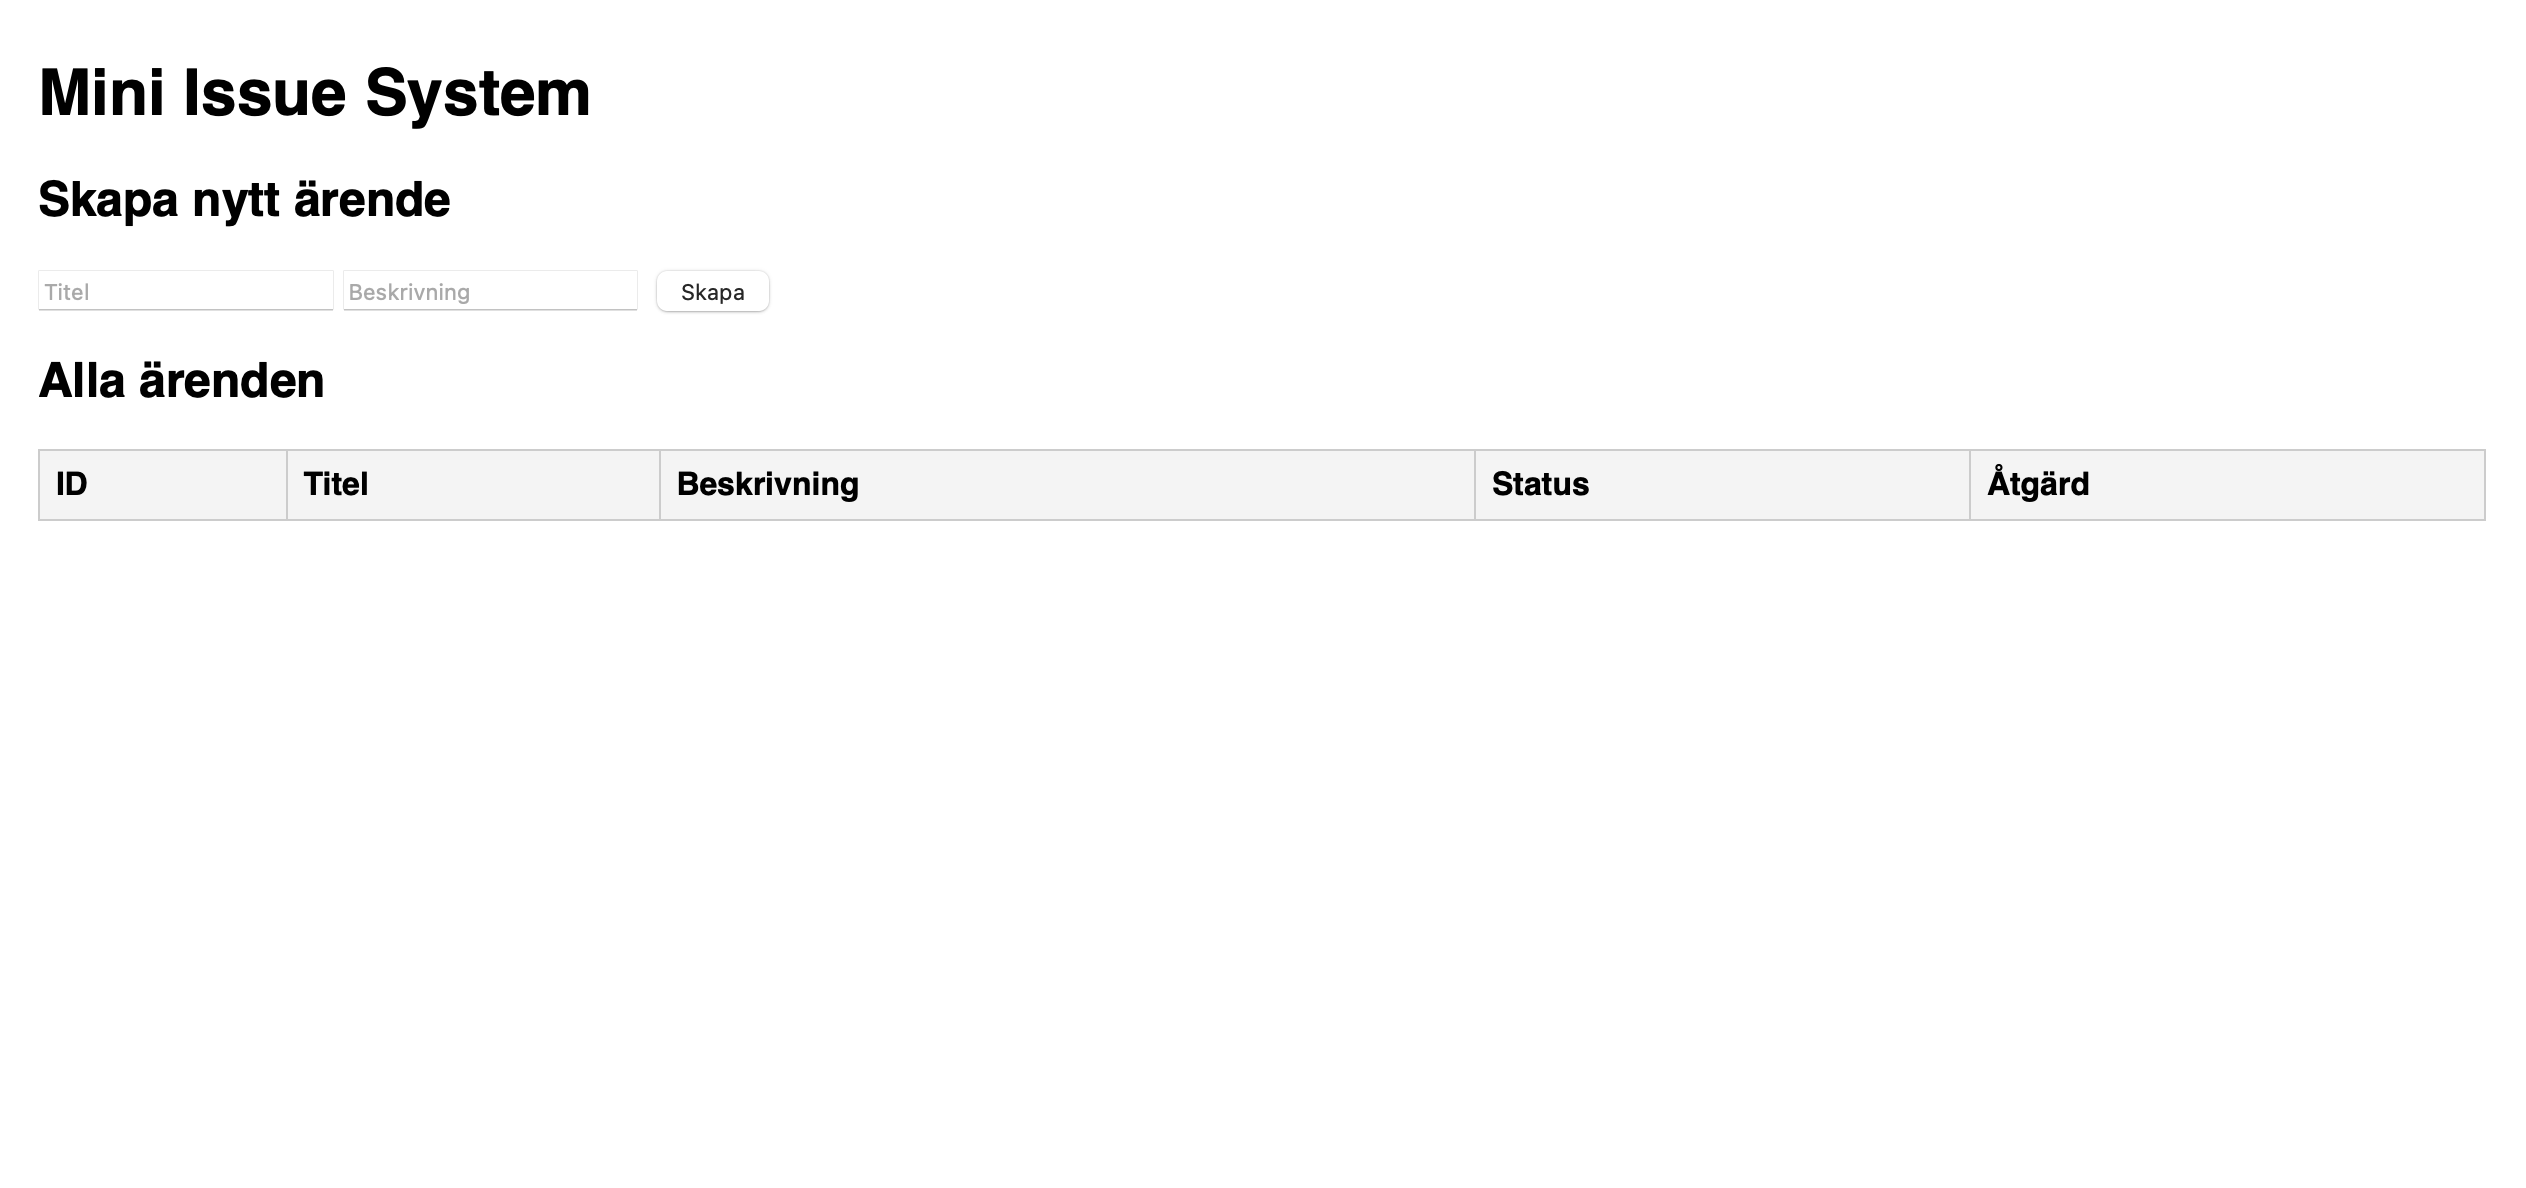 Mini Issue System
Skapa nytt ärende
Titel Beskrivning Skapa
Alla ärenden
ID Titel Beskrivning Status Åtgärd